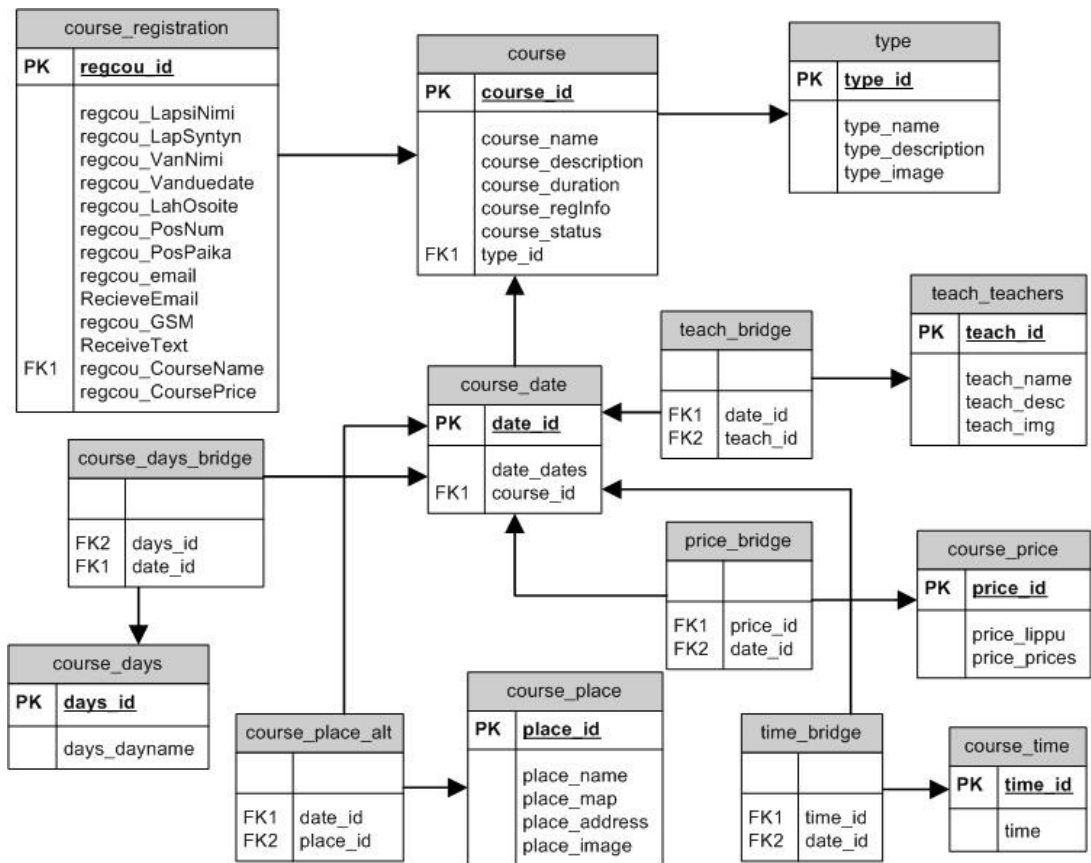 course_registration
PK regcou_id
regcou_LapsiNimi
regcou_LapSyntyn
regcou_VanNimi
regcou_Vanduedate
regcou_LahOsoite
regcou_PosNum
regcou_PosPaika
regcou_email
RecieveEmail
regcou_GSM
ReceiveText
FK1 regcou_CourseName
regcou_CoursePrice
course
PK course_id
course_name
course_description
course_duration
course_regInfo
course_status
FK1 type_id
type
PK type_id
type_name
type_description
type_image
teach_bridge
FK1 date_id
FK2 teach_id
teach_teachers
PK teach_id
teach_name
teach_desc
teach_img
course_date
PK date_id
date_dates
FK1 course_id
course_days_bridge
FK2 days_id
FK1 date_id
price_bridge
FK1 price_id
FK2 date_id
course_price
PK price_id
price_lippu
price_prices
course_days
PK days_id
days_dayname
course_place_alt
FK1 date_id
FK2 place_id
course_place
PK place_id
place_name
place_map
place_address
place_image
time_bridge
FK1 time_id
FK2 date_id
course_time
PK time_id
time